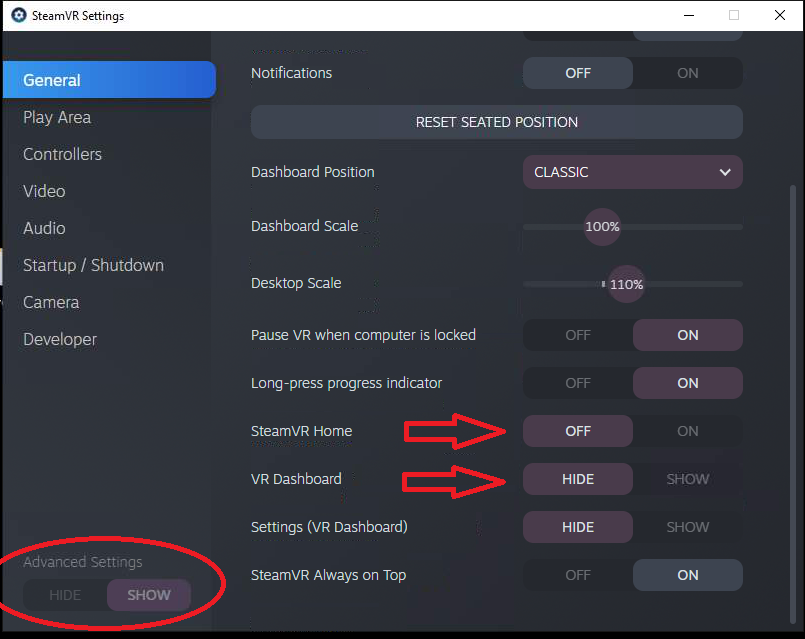 SteamVR Settings
General
Play Area
Controllers
Video
Audio
Startup / Shutdown
Camera
Developer
Advanced Settings
HIDE SHOW
Notifications OFF ON
RESET SEATED POSITION
Dashboard Position CLASSIC
Dashboard Scale 100%
Desktop Scale 110%
Pause VR when computer is locked OFF ON
Long-press progress indicator OFF ON
SteamVR Home OFF ON
VR Dashboard HIDE SHOW
Settings (VR Dashboard) HIDE SHOW
SteamVR Always on Top OFF ON